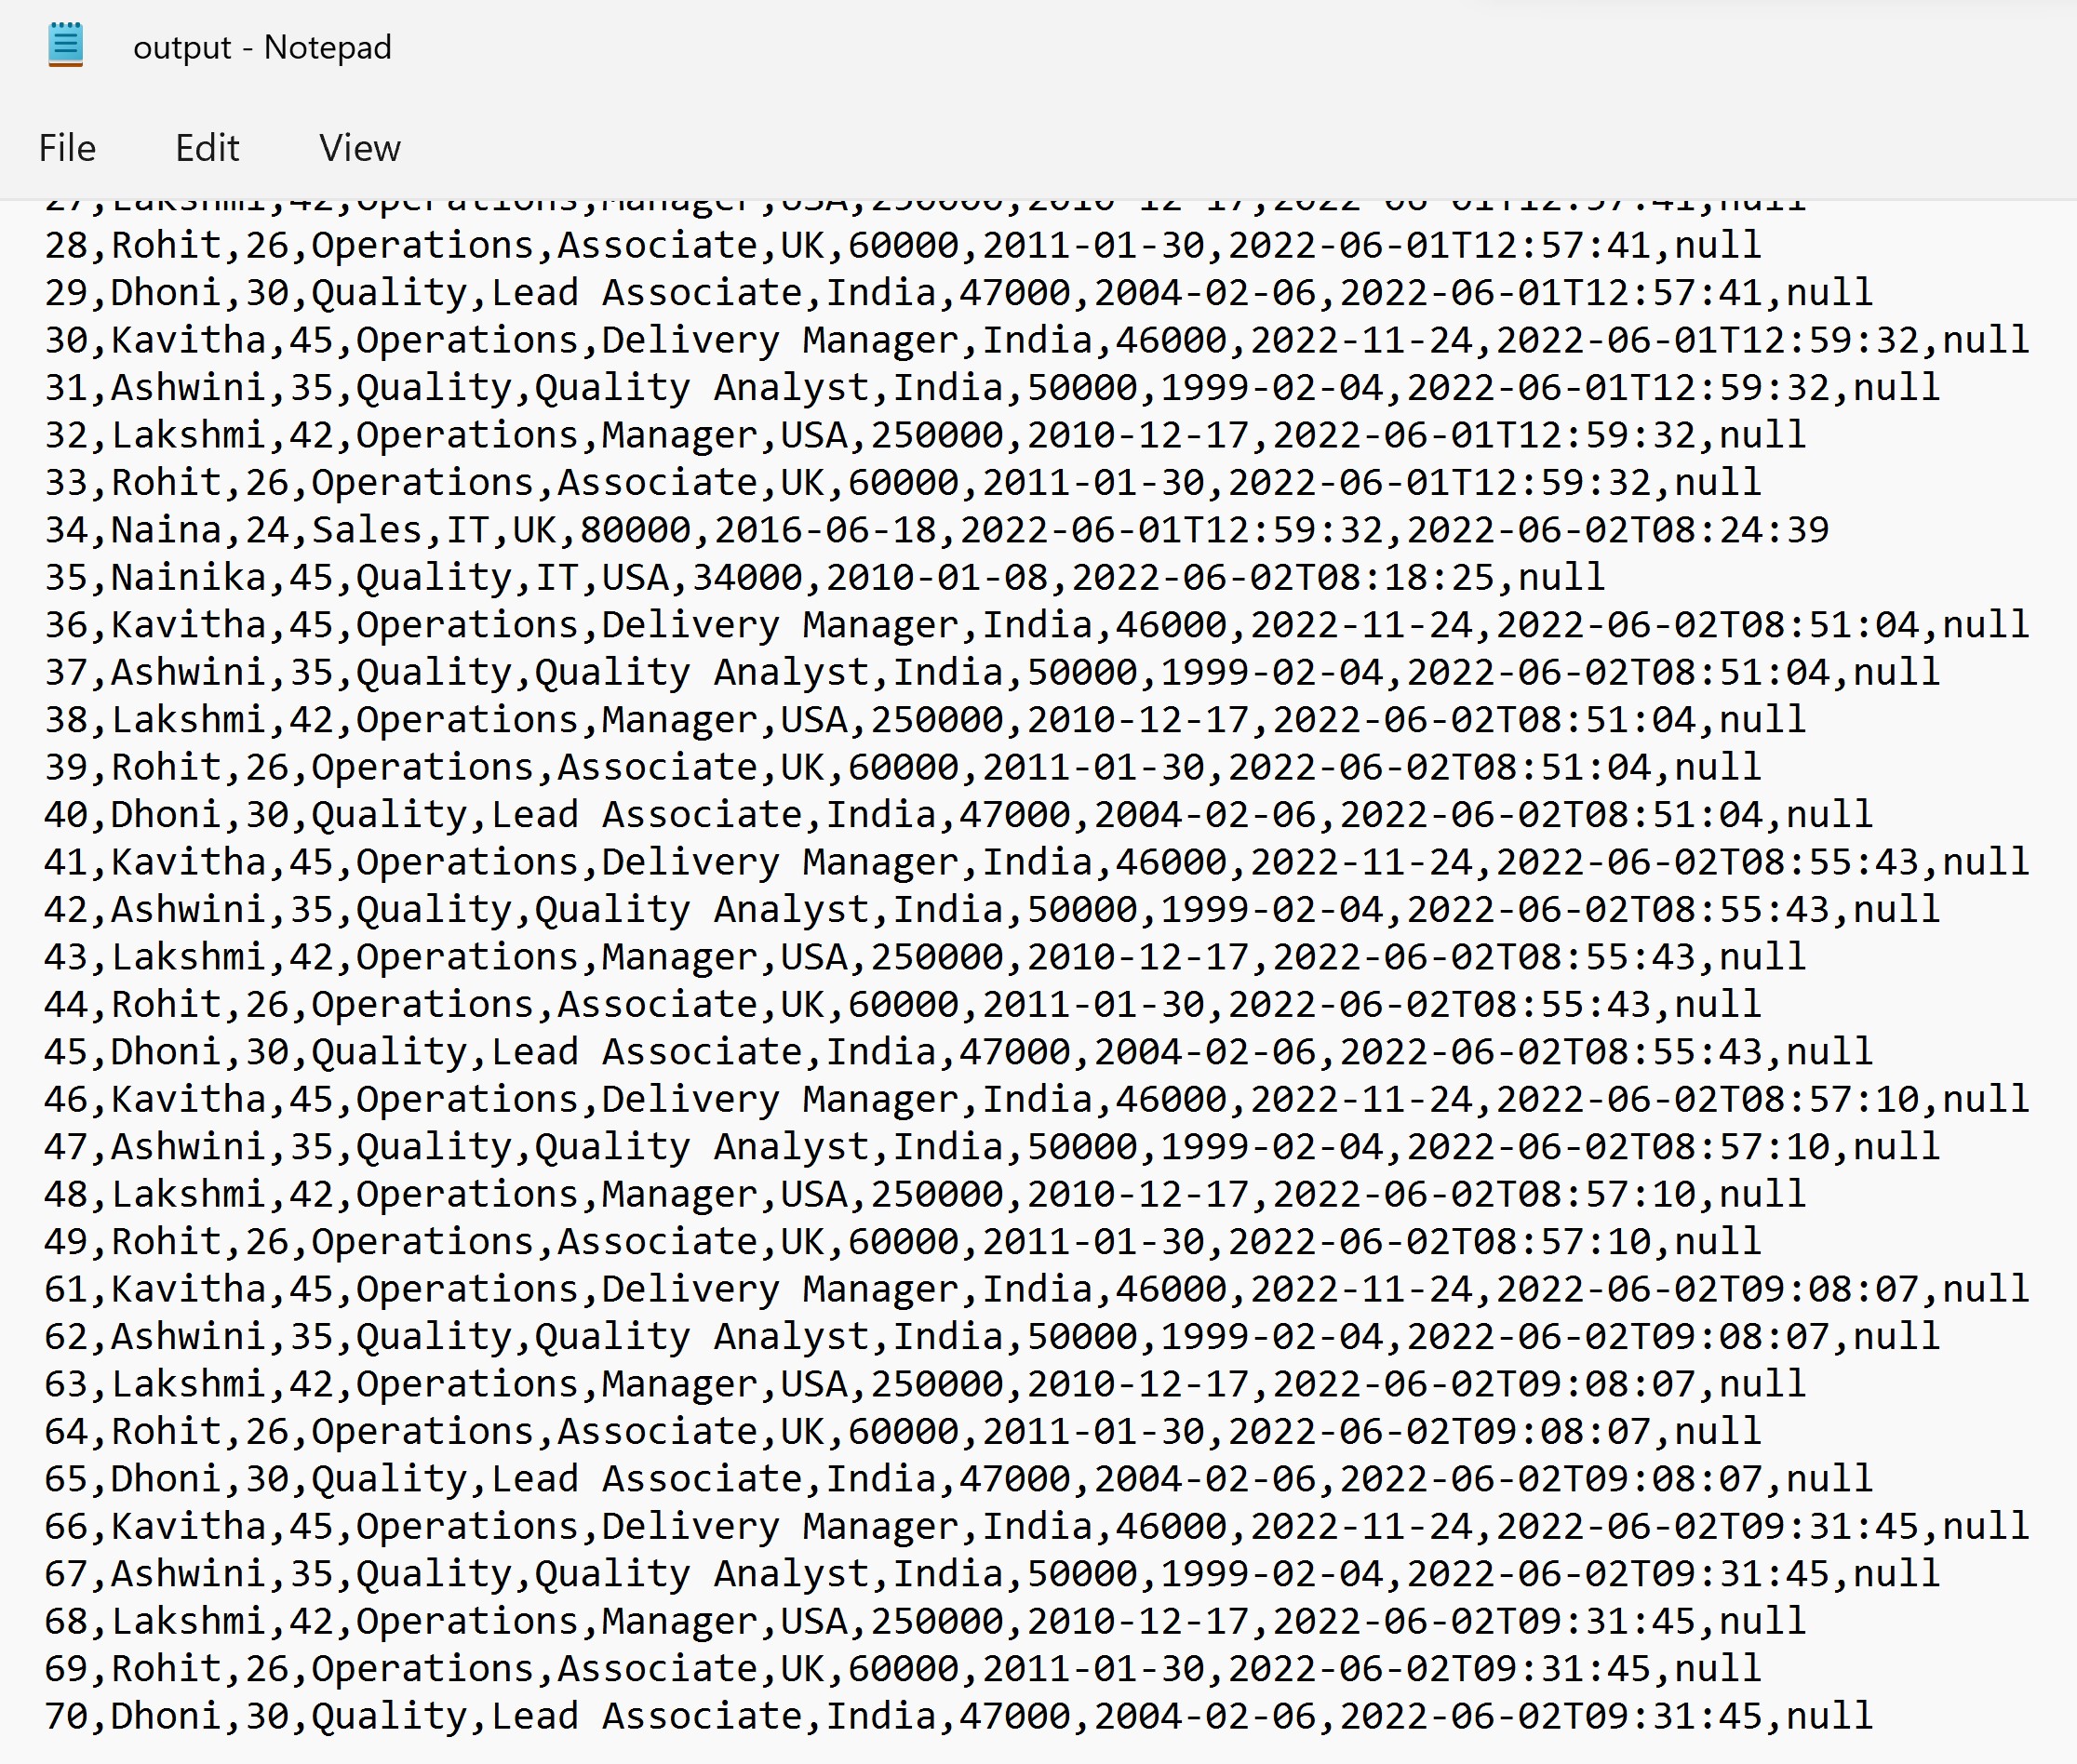 output - Notepad
File Edit View
27,Lakshmi,42,Operations,Manager,USA,250000,2010-12-17,2022-06-01T12:57:41,null
28,Rohit,26,Operations,Associate,UK,60000,2011-01-30,2022-06-01T12:57:41,null
29,Dhoni,30,Quality,Lead Associate,India,47000,2004-02-06,2022-06-01T12:57:41,null
30,Kavitha,45,Operations,Delivery Manager,India,46000,2022-11-24,2022-06-01T12:59:32,null
31,Ashwini,35,Quality,Quality Analyst,India,50000,1999-02-04,2022-06-01T12:59:32,null
32,Lakshmi,42,Operations,Manager,USA,250000,2010-12-17,2022-06-01T12:59:32,null
33,Rohit,26,Operations,Associate,UK,60000,2011-01-30,2022-06-01T12:59:32,null
34,Naina,24,Sales,IT,UK,80000,2016-06-18,2022-06-01T12:59:32,2022-06-02T08:24:39
35,Nainika,45,Quality,IT,USA,34000,2010-01-08,2022-06-02T08:18:25,null
36,Kavitha,45,Operations,Delivery Manager,India,46000,2022-11-24,2022-06-02T08:51:04,null
37,Ashwini,35,Quality,Quality Analyst,India,50000,1999-02-04,2022-06-02T08:51:04,null
38,Lakshmi,42,Operations,Manager,USA,250000,2010-12-17,2022-06-02T08:51:04,null
39,Rohit,26,Operations,Associate,UK,60000,2011-01-30,2022-06-02T08:51:04,null
40,Dhoni,30,Quality,Lead Associate,India,47000,2004-02-06,2022-06-02T08:51:04,null
41,Kavitha,45,Operations,Delivery Manager,India,46000,2022-11-24,2022-06-02T08:55:43,null
42,Ashwini,35,Quality,Quality Analyst,India,50000,1999-02-04,2022-06-02T08:55:43,null
43,Lakshmi,42,Operations,Manager,USA,250000,2010-12-17,2022-06-02T08:55:43,null
44,Rohit,26,Operations,Associate,UK,60000,2011-01-30,2022-06-02T08:55:43,null
45,Dhoni,30,Quality,Lead Associate,India,47000,2004-02-06,2022-06-02T08:55:43,null
46,Kavitha,45,Operations,Delivery Manager,India,46000,2022-11-24,2022-06-02T08:57:10,null
47,Ashwini,35,Quality,Quality Analyst,India,50000,1999-02-04,2022-06-02T08:57:10,null
48,Lakshmi,42,Operations,Manager,USA,250000,2010-12-17,2022-06-02T08:57:10,null
49,Rohit,26,Operations,Associate,UK,60000,2011-01-30,2022-06-02T08:57:10,null
61,Kavitha,45,Operations,Delivery Manager,India,46000,2022-11-24,2022-06-02T09:08:07,null
62,Ashwini,35,Quality,Quality Analyst,India,50000,1999-02-04,2022-06-02T09:08:07,null
63,Lakshmi,42,Operations,Manager,USA,250000,2010-12-17,2022-06-02T09:08:07,null
64,Rohit,26,Operations,Associate,UK,60000,2011-01-30,2022-06-02T09:08:07,null
65,Dhoni,30,Quality,Lead Associate,India,47000,2004-02-06,2022-06-02T09:08:07,null
66,Kavitha,45,Operations,Delivery Manager,India,46000,2022-11-24,2022-06-02T09:31:45,null
67,Ashwini,35,Quality,Quality Analyst,India,50000,1999-02-04,2022-06-02T09:31:45,null
68,Lakshmi,42,Operations,Manager,USA,250000,2010-12-17,2022-06-02T09:31:45,null
69,Rohit,26,Operations,Associate,UK,60000,2011-01-30,2022-06-02T09:31:45,null
70,Dhoni,30,Quality,Lead Associate,India,47000,2004-02-06,2022-06-02T09:31:45,null